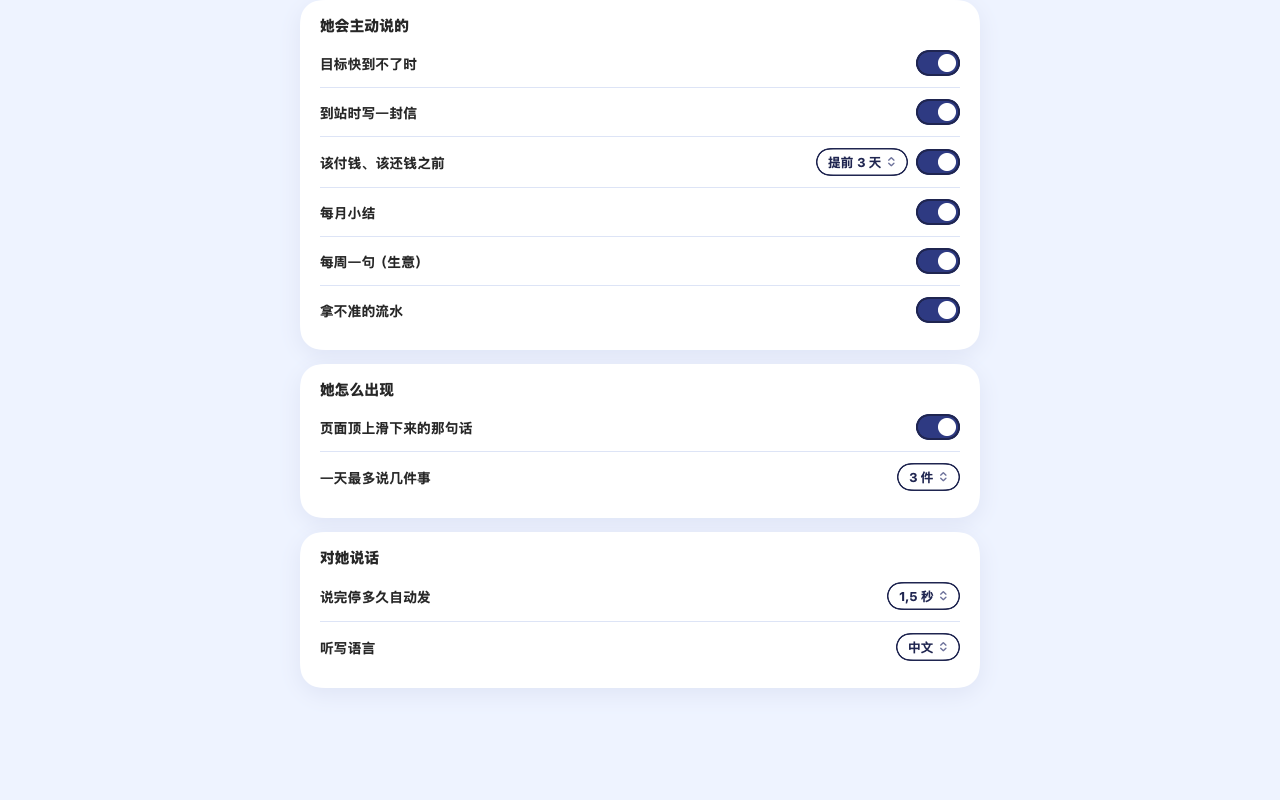 她会主动说的
目标快到不了时
到站时写一封信
该付钱、该还钱之前
提前 3 天
每月小结
每周一句（生意）
拿不准的流水
她怎么出现
页面顶上滑下来的那句话
一天最多说几件事
3 件
对她说话
说完停多久自动发
1,5 秒
听写语言
中文